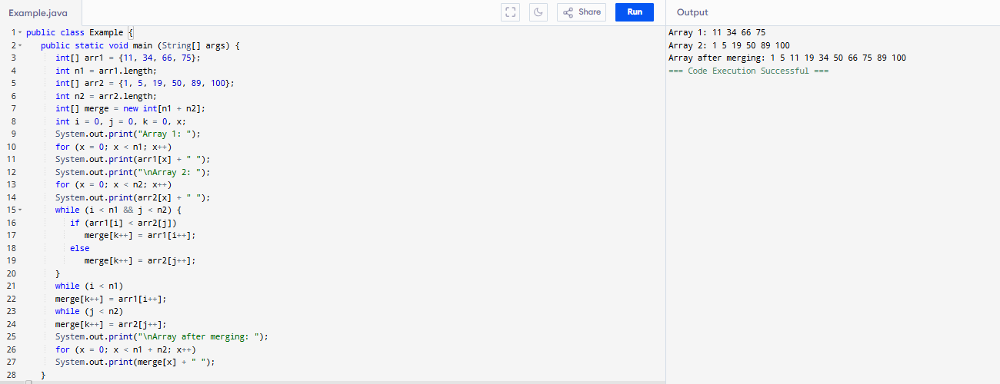 Example.java
Share
Run
Output
1 public class Example {
2 public static void main (String[] args) {
3 int[] arr1 = {11, 34, 66, 75};
4 int n1 = arr1.length;
5 int[] arr2 = {1, 5, 19, 50, 89, 100};
6 int n2 = arr2.length;
7 int[] merge = new int[n1 + n2];
8 int i = 0, j = 0, k = 0, x;
9 System.out.print("Array 1: ");
10 for (x = 0; x < n1; x++)
11 System.out.print(arr1[x] + " ");
12 System.out.print("\nArray 2: ");
13 for (x = 0; x < n2; x++)
14 System.out.print(arr2[x] + " ");
15 while (i < n1 && j < n2) {
16 if (arr1[i] < arr2[j])
17 merge[k++] = arr1[i++];
18 else
19 merge[k++] = arr2[j++];
20 }
21 while (i < n1)
22 merge[k++] = arr1[i++];
23 while (j < n2)
24 merge[k++] = arr2[j++];
25 System.out.print("\nArray after merging: ");
26 for (x = 0; x < n1 + n2; x++)
27 System.out.print(merge[x] + " ");
28 }
Array 1: 11 34 66 75
Array 2: 1 5 19 50 89 100
Array after merging: 1 5 11 19 34 50 66 75 89 100
=== Code Execution Successful ===